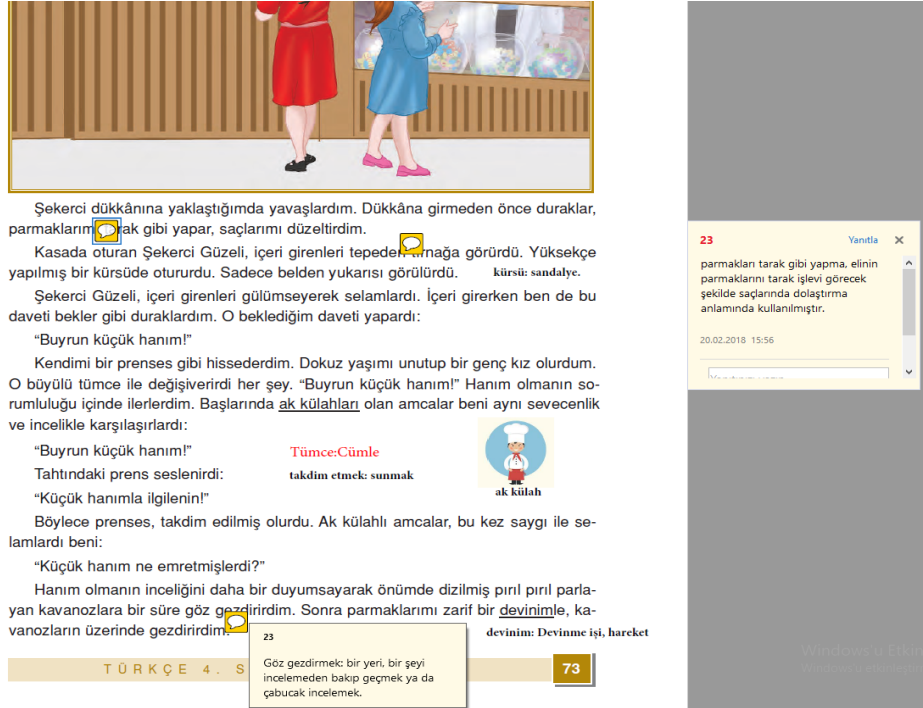 Şekerci dükkânına yaklaştığımda yavaşlardım. Dükkâna girmeden önce duraklar,
parmaklarım rak gibi yapar, saçlarımı düzeltirdim.
Kasada oturan Şekerci Güzeli, içeri girenleri tepeden tırnağa görürdü. Yüksekçe
yapılmış bir kürsüde otururdu. Sadece belden yukarısı görülürdü.
kürsü: sandalye.
Şekerci Güzeli, içeri girenleri gülümseyerek selamlardı. İçeri girerken ben de bu
daveti bekler gibi duraklardım. O beklediğim daveti yapardı:
“Buyrun küçük hanım!”
Kendimi bir prenses gibi hissederdim. Dokuz yaşımı unutup bir genç kız olurdum.
O büyülü tümce ile değişiverirdi her şey. “Buyrun küçük hanım!” Hanım olmanın so-
rumluluğu içinde ilerlerdim. Başlarında ak külahları olan amcalar beni aynı sevecenlik
ve incelikle karşılaşırlardı:
“Buyrun küçük hanım!”
Tümce:Cümle
Tahtındaki prens seslenirdi:
takdim etmek: sunmak
“Küçük hanımla ilgilenin!”
ak külah
Böylece prenses, takdim edilmiş olurdu. Ak külahlı amcalar, bu kez saygı ile se-
lamlardı beni:
“Küçük hanım ne emretmişlerdi?”
Hanım olmanın inceliğini daha bir duyumsayarak önümde dizilmiş pırıl pırıl parla-
yan kavanozlara bir süre göz gezdirirdim. Sonra parmaklarımı zarif bir devinimle, ka-
vanozların üzerinde gezdirirdim.
devinim: Devinme işi, hareket
23
Göz gezdirmek: bir yeri, bir şeyi
incelemeden bakıp geçmek ya da
çabucak incelemek.
TÜRKÇE 4. S
73
23
Yanıtla
parmakları tarak gibi yapma, elinin
parmaklarını tarak işlevi görecek
şekilde saçlarında dolaştırma
anlamında kullanılmıştır.
20.02.2018 15:56
Windows'u Etkin